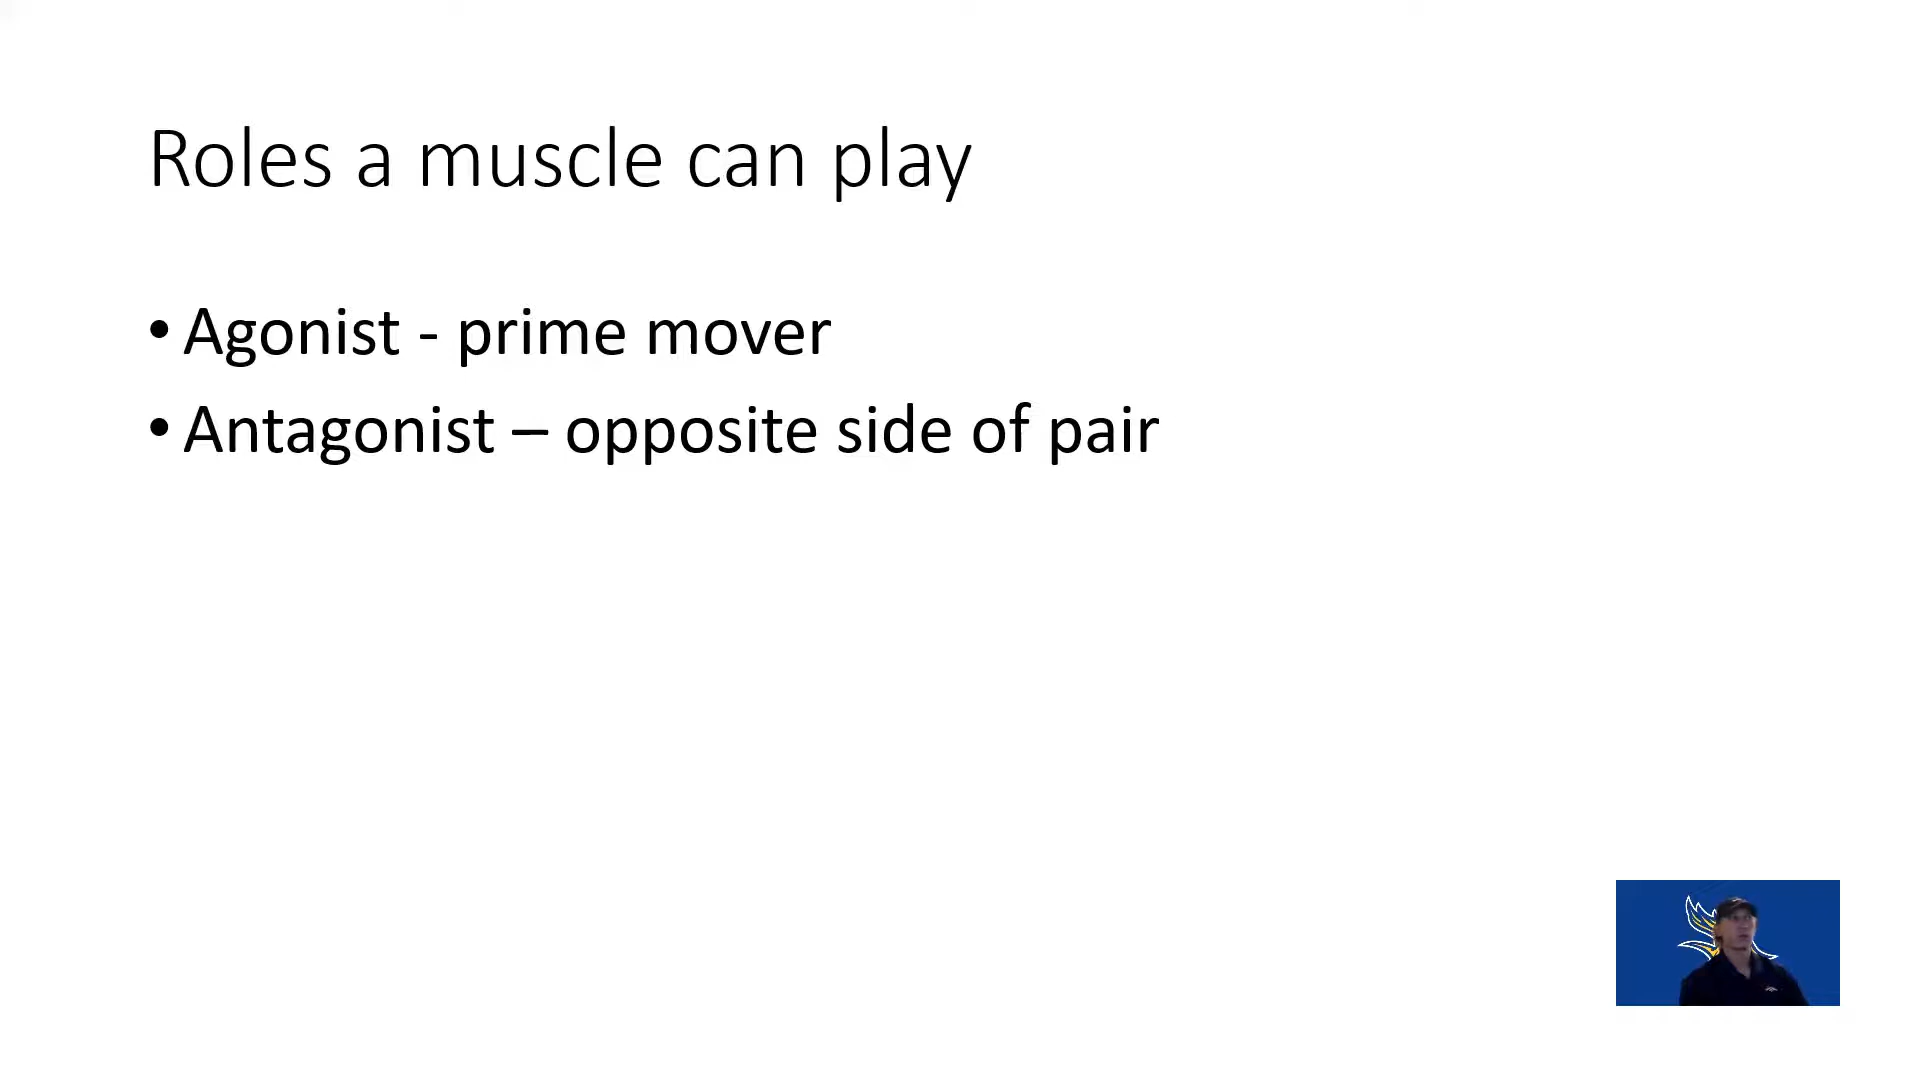 Roles a muscle can play
• Agonist - prime mover
• Antagonist – opposite side of pair